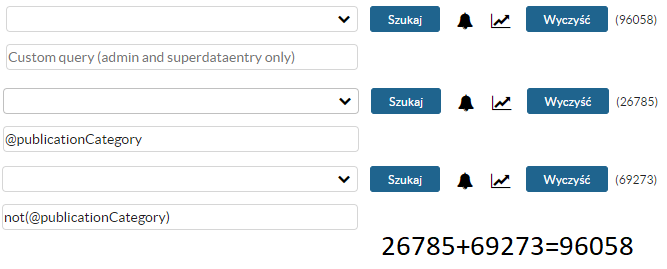 Szukaj Wyczyść (96058)
Custom query (admin and superdataentry only)
Szukaj Wyczyść (26785)
@publicationCategory
Szukaj Wyczyść (69273)
not(@publicationCategory)
26785+69273=96058